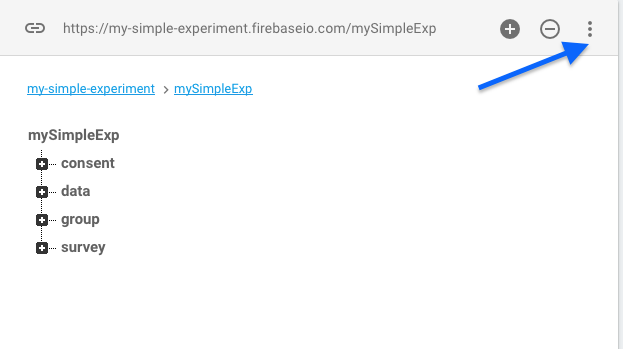 https://my-simple-experiment.firebaseio.com/mySimpleExp
my-simple-experiment > mySimpleExp
mySimpleExp
consent
data
group
survey